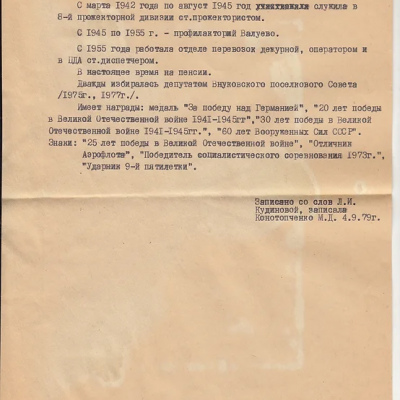 С марта 1942 года по август 1945 год участвовала служила в
8-й прожекторной дивизии ст.прожектористом.
С 1945 по 1955 г. - профилакторий Валуево.
С 1955 года работала отделе перевозок дежурной, оператором и
в ЦДА ст.диспетчером.
В настоящее время на пенсии.
Дважды избиралась депутатом Внуковского поселкового Совета
/1975г., 1977г./.
Имеет награды: медаль "За победу над Германией", "20 лет победы
в Великой Отечественной войне 1941-1945гг","30 лет победы в Великой
Отечественной войне 1941-1945гг.", "60 лет Вооруженных Сил СССР".
Знаки: "25 лет победы в Великой Отечественной войне", "Отличник
Аэрофлота", "Победитель социалистического соревнования 1973г.",
"Ударник 9-й пятилетки".
Записано со слов Л.И.
Кудиновой, записала
Конотопченко М.Д. 4.9.79г.